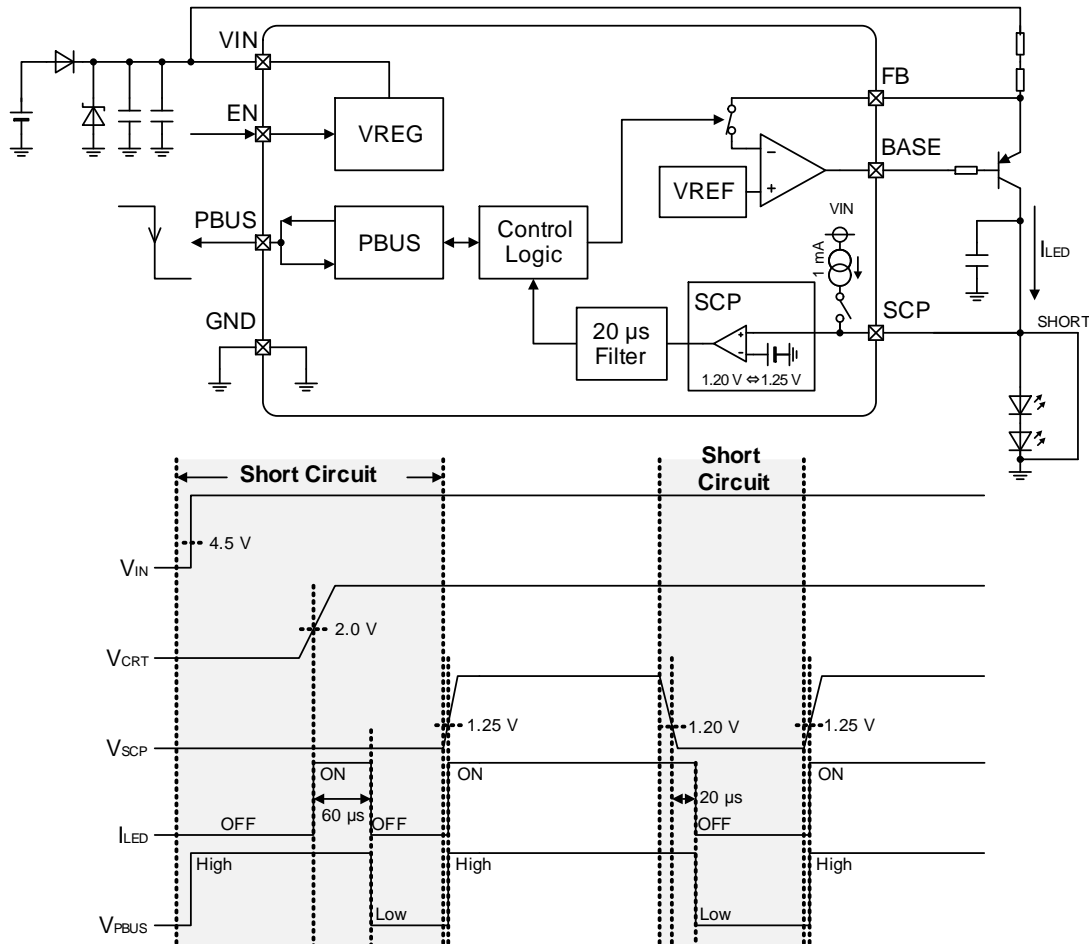 VIN
EN
VREG
PBUS
PBUS
Control
Logic
GND
FB
BASE
VREF
−
+
VIN
1 mA
ILED
SCP
20 µs
Filter
SCP
+
-
1.20 V ⇔ 1.25 V
SHORT
Short Circuit
Short
Circuit
VIN
4.5 V
VCRT
2.0 V
VSCP
1.25 V
1.20 V
1.25 V
ILED
OFF
ON
60 µs
OFF
ON
20 µs
OFF
ON
VPBUS
High
Low
High
Low
High